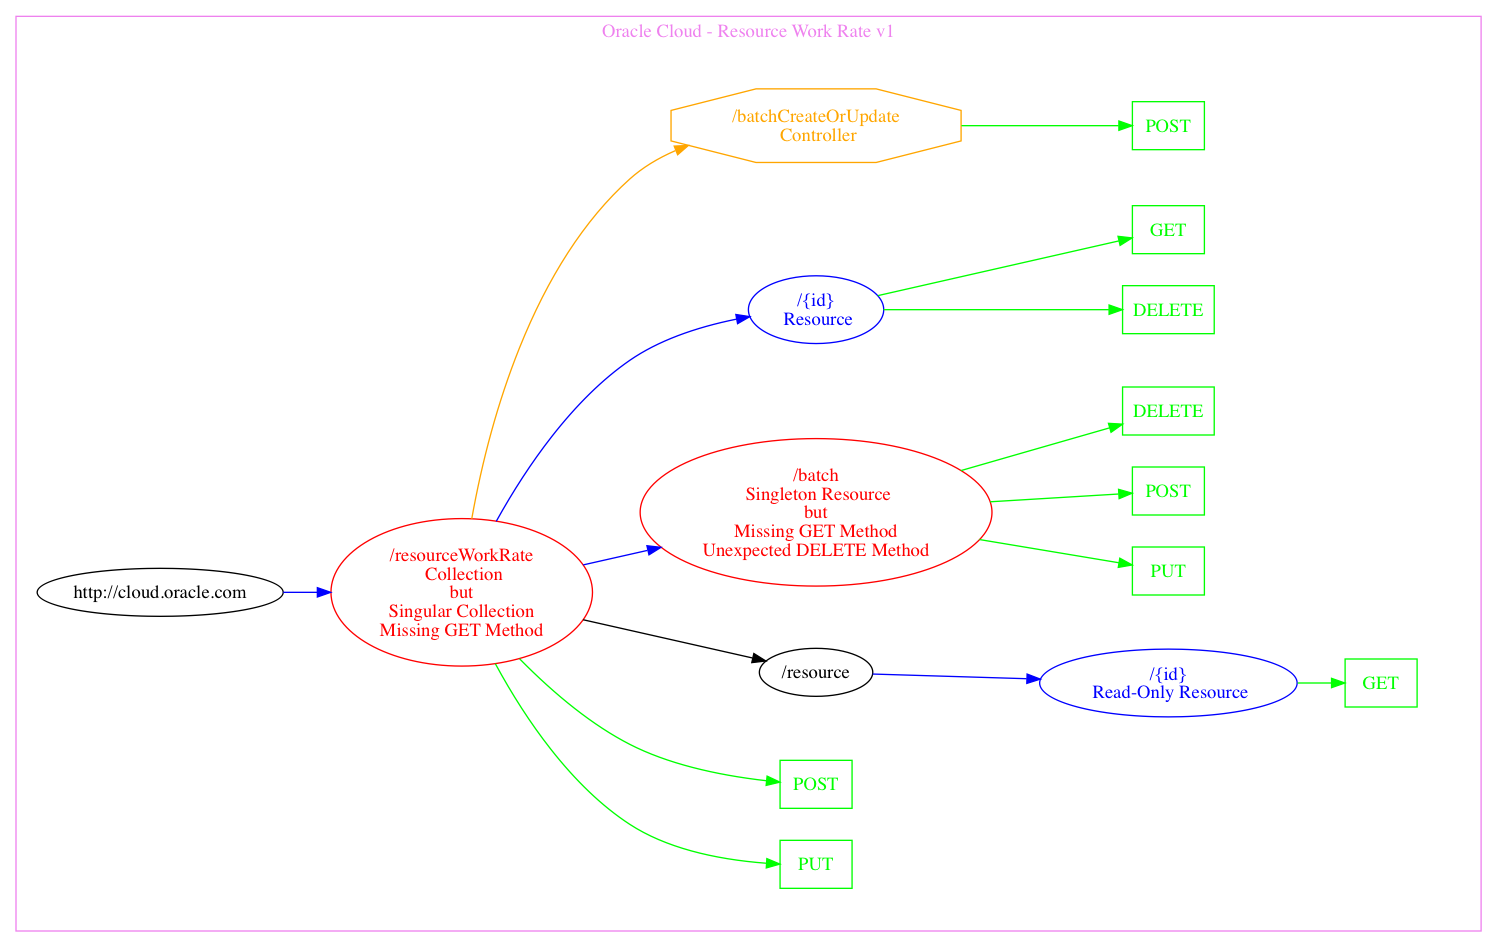 Oracle Cloud - Resource Work Rate v1
/batchCreateOrUpdate
Controller
POST
GET
/{id}
Resource
DELETE
DELETE
/batch
Singleton Resource
but
Missing GET Method
Unexpected DELETE Method
POST
PUT
http://cloud.oracle.com
/resourceWorkRate
Collection
but
Singular Collection
Missing GET Method
/resource
/{id}
Read-Only Resource
GET
POST
PUT